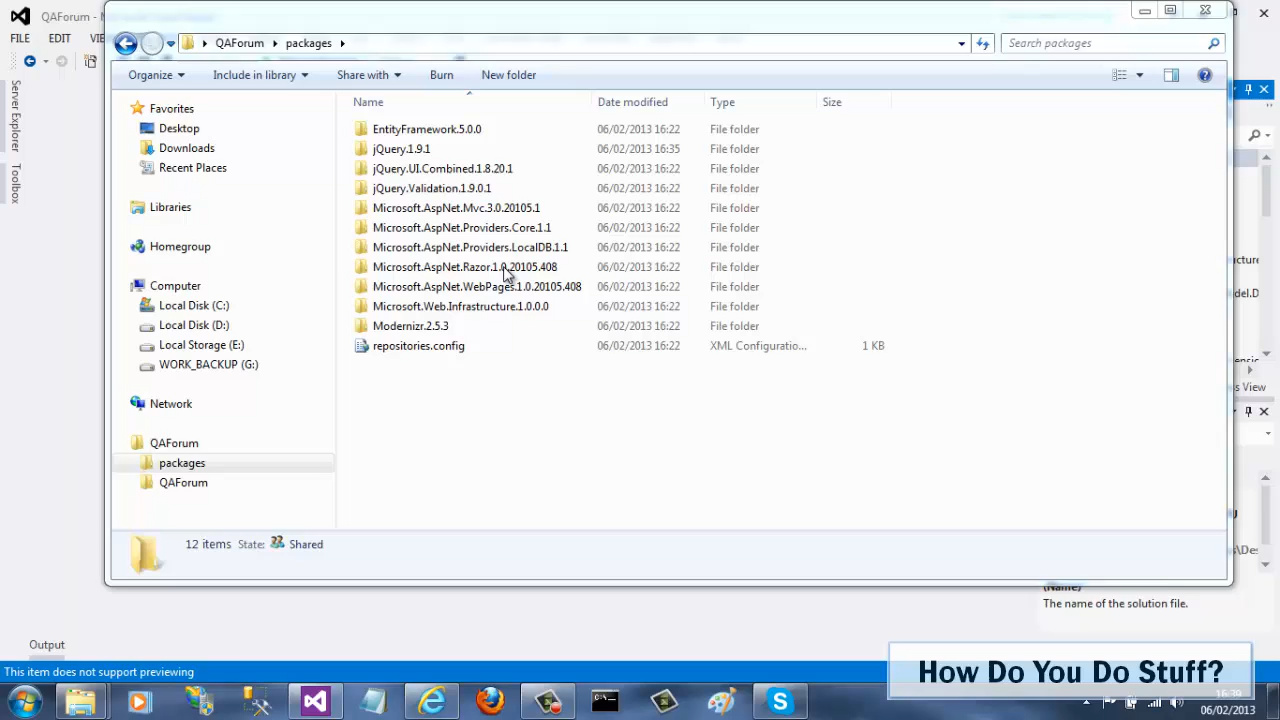 QAForum -
FILE EDIT VI
QAForum packages
Search packages
Organize Include in library Share with Burn New folder
Server Explorer
Toolbox
Name Date modified Type Size
Favorites
Desktop
Downloads
Recent Places
Libraries
Homegroup
Computer
Local Disk (C:)
Local Disk (D:)
Local Storage (E:)
WORK_BACKUP (G:)
Network
QAForum
packages
QAForum
EntityFramework.5.0.0 06/02/2013 16:22 File folder
jQuery.1.9.1 06/02/2013 16:35 File folder
jQuery.UI.Combined.1.8.20.1 06/02/2013 16:22 File folder
jQuery.Validation.1.9.0.1 06/02/2013 16:22 File folder
Microsoft.AspNet.Mvc.3.0.20105.1 06/02/2013 16:22 File folder
Microsoft.AspNet.Providers.Core.1.1 06/02/2013 16:22 File folder
Microsoft.AspNet.Providers.LocalDB.1.1 06/02/2013 16:22 File folder
Microsoft.AspNet.Razor.1.0.20105.408 06/02/2013 16:22 File folder
Microsoft.AspNet.WebPages.1.0.20105.408 06/02/2013 16:22 File folder
Microsoft.Web.Infrastructure.1.0.0.0 06/02/2013 16:22 File folder
Modernizr.2.5.3 06/02/2013 16:22 File folder
repositories.config 06/02/2013 16:22 XML Configuratio... 1 KB
odel.D
ensio
s View
\De
12 items State: Shared
(Name)
The name of the solution file.
Output
This item does not support previewing
How Do You Do Stuff?
16:39
06/02/2013